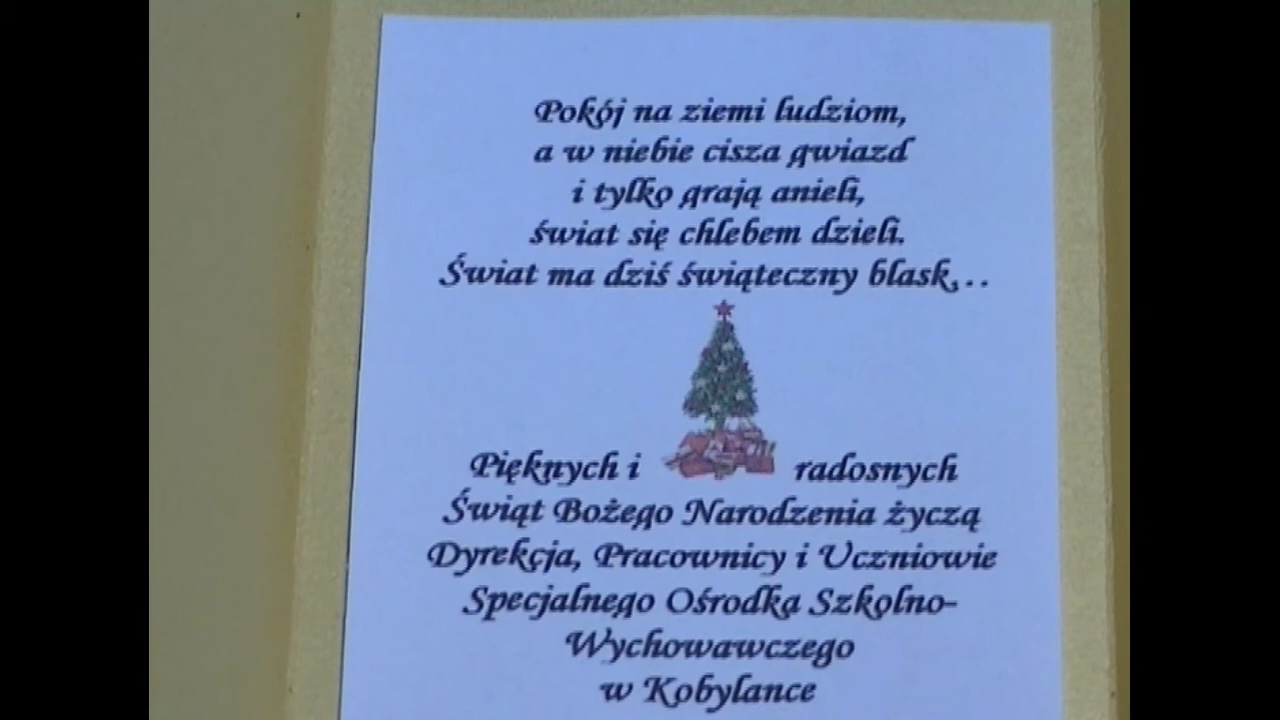 Pokój na ziemi ludziom,
a w niebie cisza gwiazd
i tylko grają anieli,
świat się chlebem dzieli.
Świat ma dziś świąteczny blask,..
Pięknych i radosnych
Świąt Bożego Narodzenia życzą
Dyrekcja, Pracownicy i Uczniowie
Specjalnego Ośrodka Szkolno-
Wychowawczego
w Kobylance